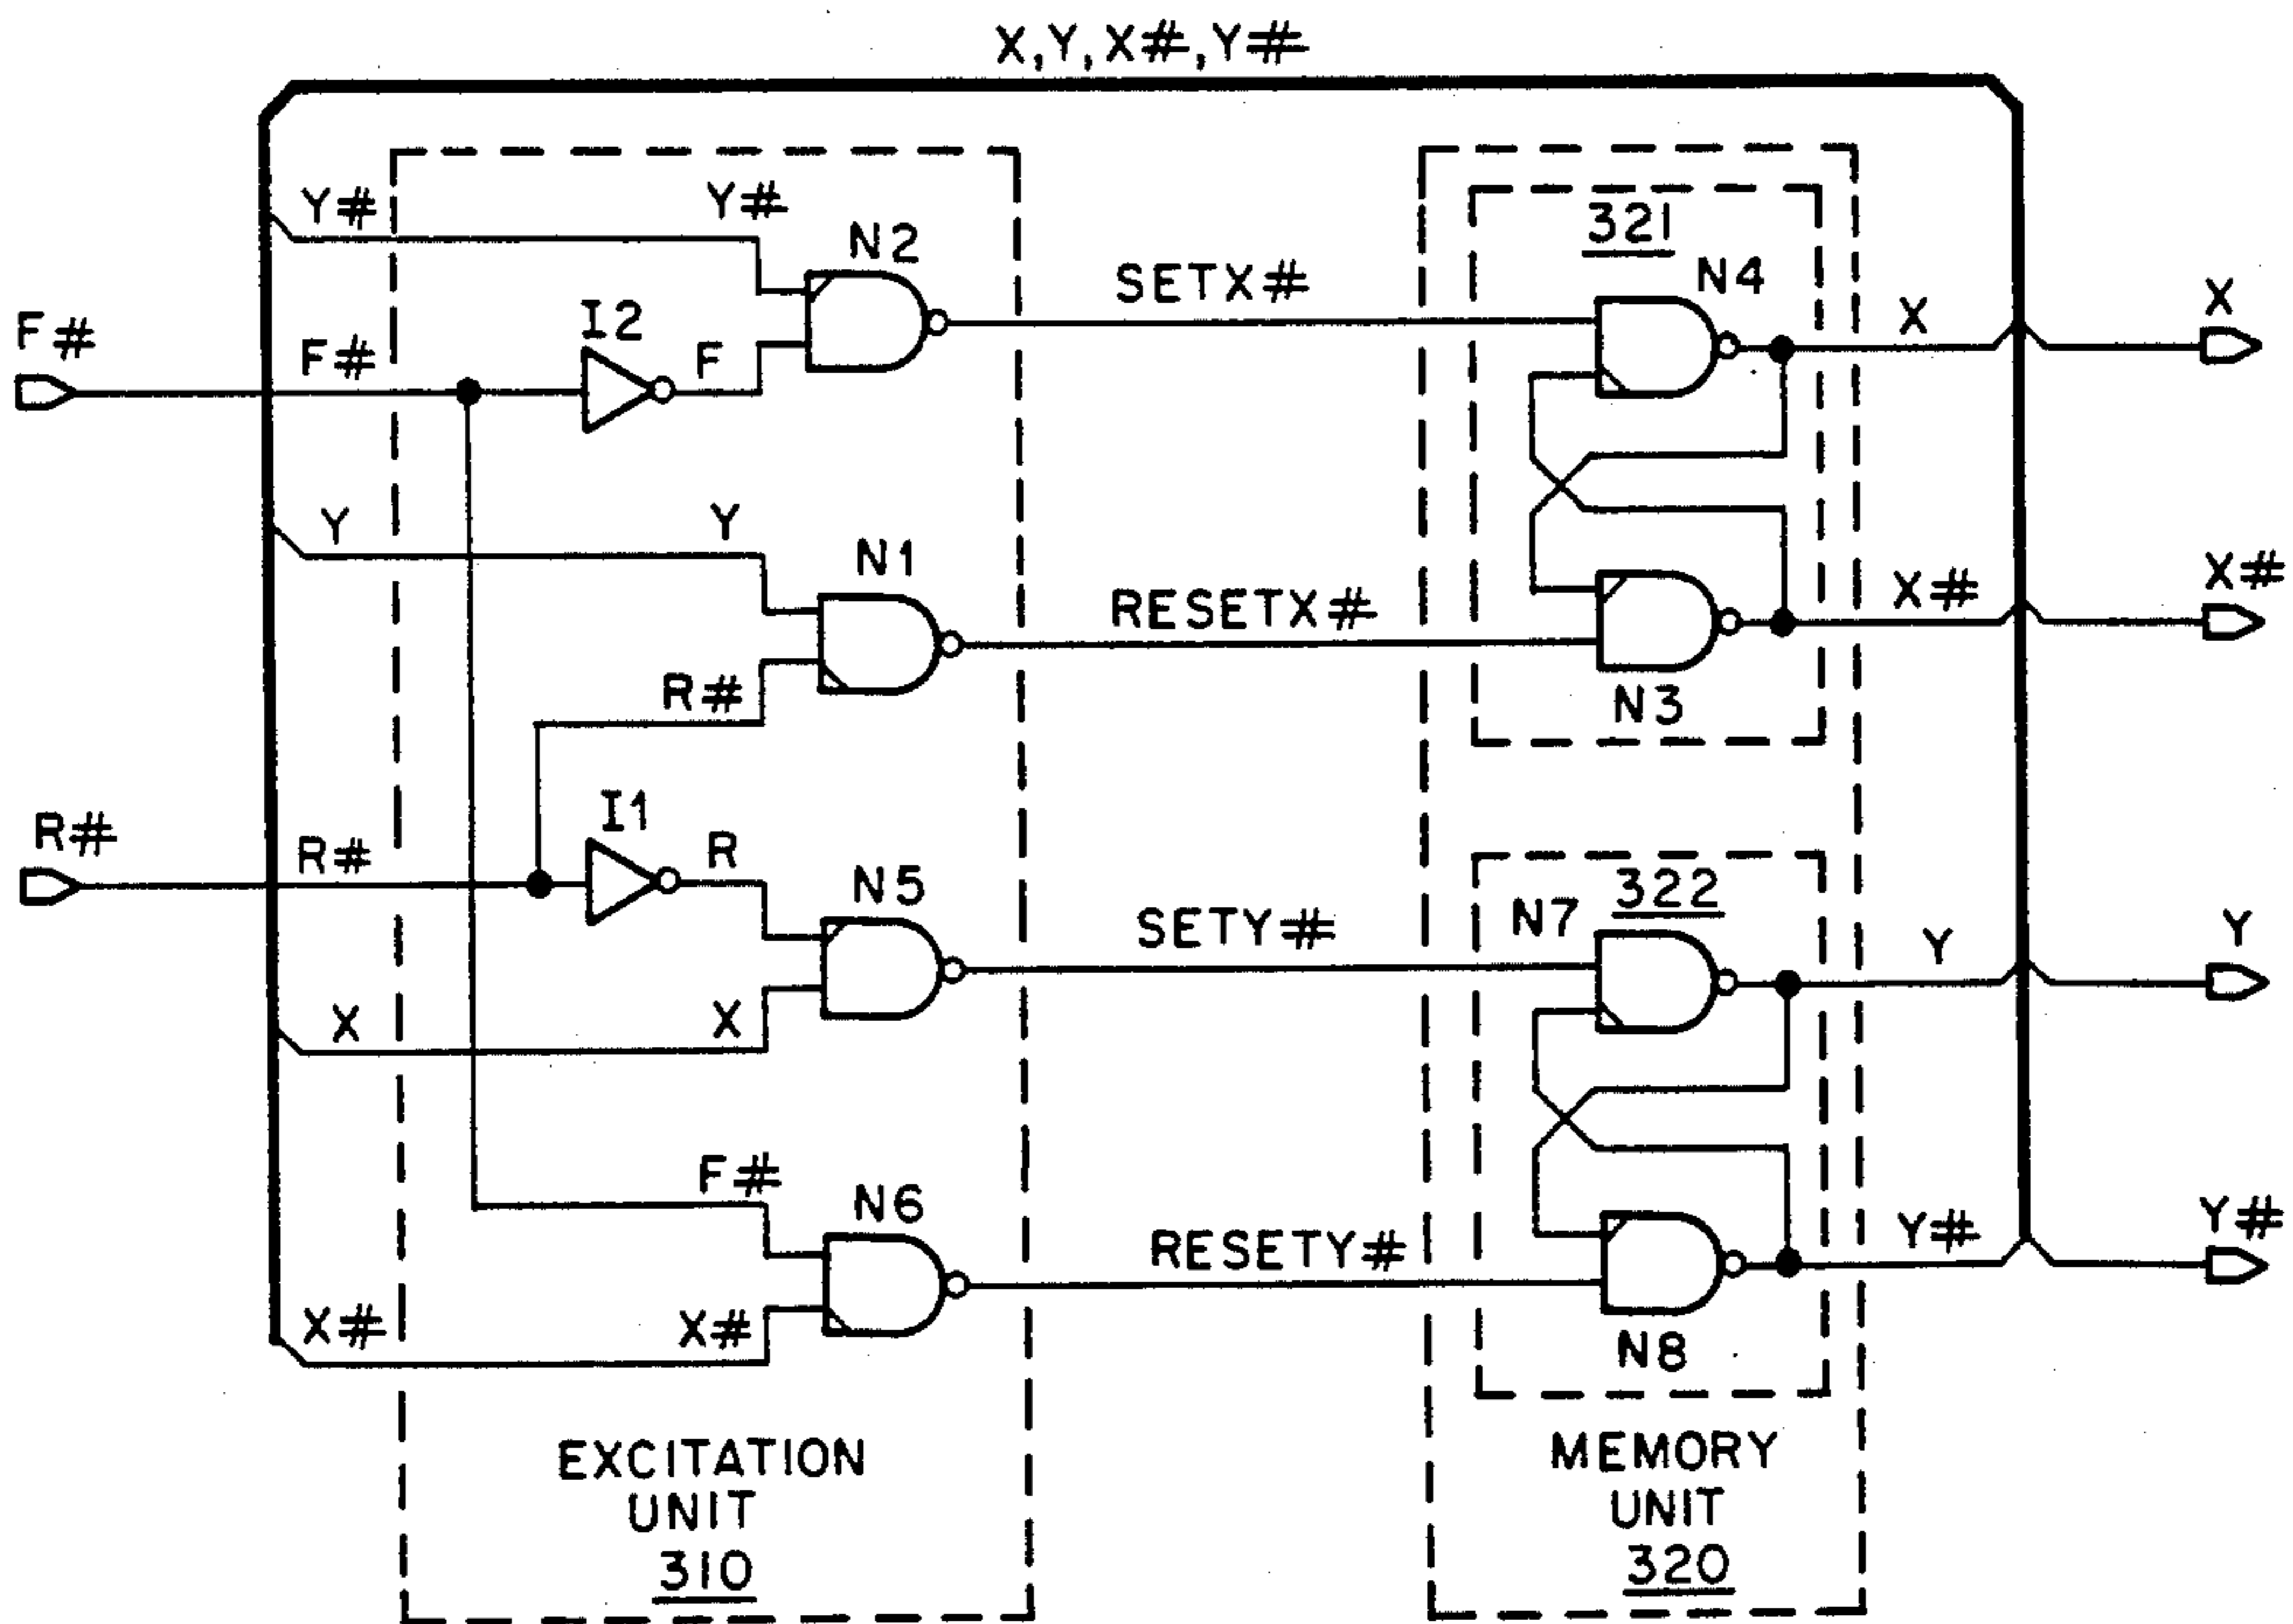 X,Y,X#,Y#
Y#
Y#
N2
SETX#
321
N4
X
X
F#
F#
I2
F
Y
Y
N1
RESETX#
X#
X#
R#
N3
R#
R#
I1
R
N5
SETY#
N7
322
Y
Y
X
X
F#
N6
RESETY#
Y#
Y#
X#
X#
N8
EXCITATION
UNIT
310
MEMORY
UNIT
320